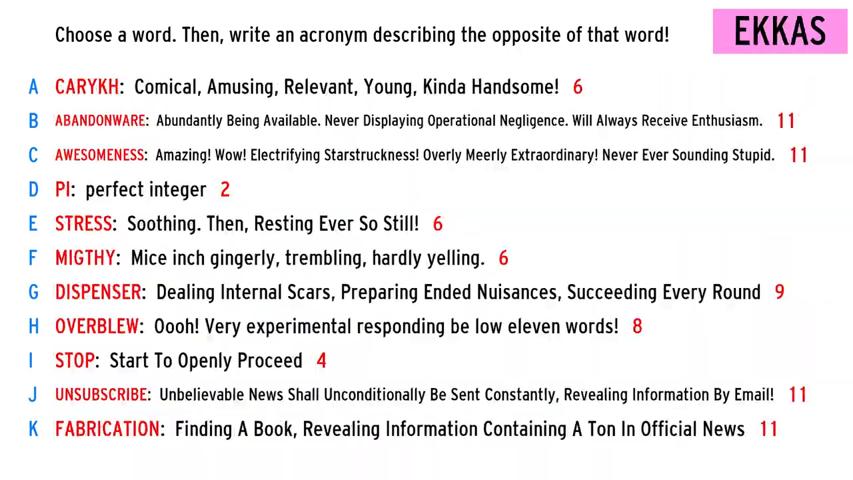 Choose a word. Then, write an acronym describing the opposite of that word!
EKKAS
A CARYKH: Comical, Amusing, Relevant, Young, Kinda Handsome! 6
B ABANDONWARE: Abundantly Being Available. Never Displaying Operational Negligence. Will Always Receive Enthusiasm. 11
C AWESOMENESS: Amazing! Wow! Electrifying Starstruckness! Overly Meerly Extraordinary! Never Ever Sounding Stupid. 11
D PI: perfect integer 2
E STRESS: Soothing. Then, Resting Ever So Still! 6
F MIGTHY: Mice inch gingerly, trembling, hardly yelling. 6
G DISPENSER: Dealing Internal Scars, Preparing Ended Nuisances, Succeeding Every Round 9
H OVERBLEW: Oooh! Very experimental responding be low eleven words! 8
I STOP: Start To Openly Proceed 4
J UNSUBSCRIBE: Unbelievable News Shall Unconditionally Be Sent Constantly, Revealing Information By Email! 11
K FABRICATION: Finding A Book, Revealing Information Containing A Ton In Official News 11